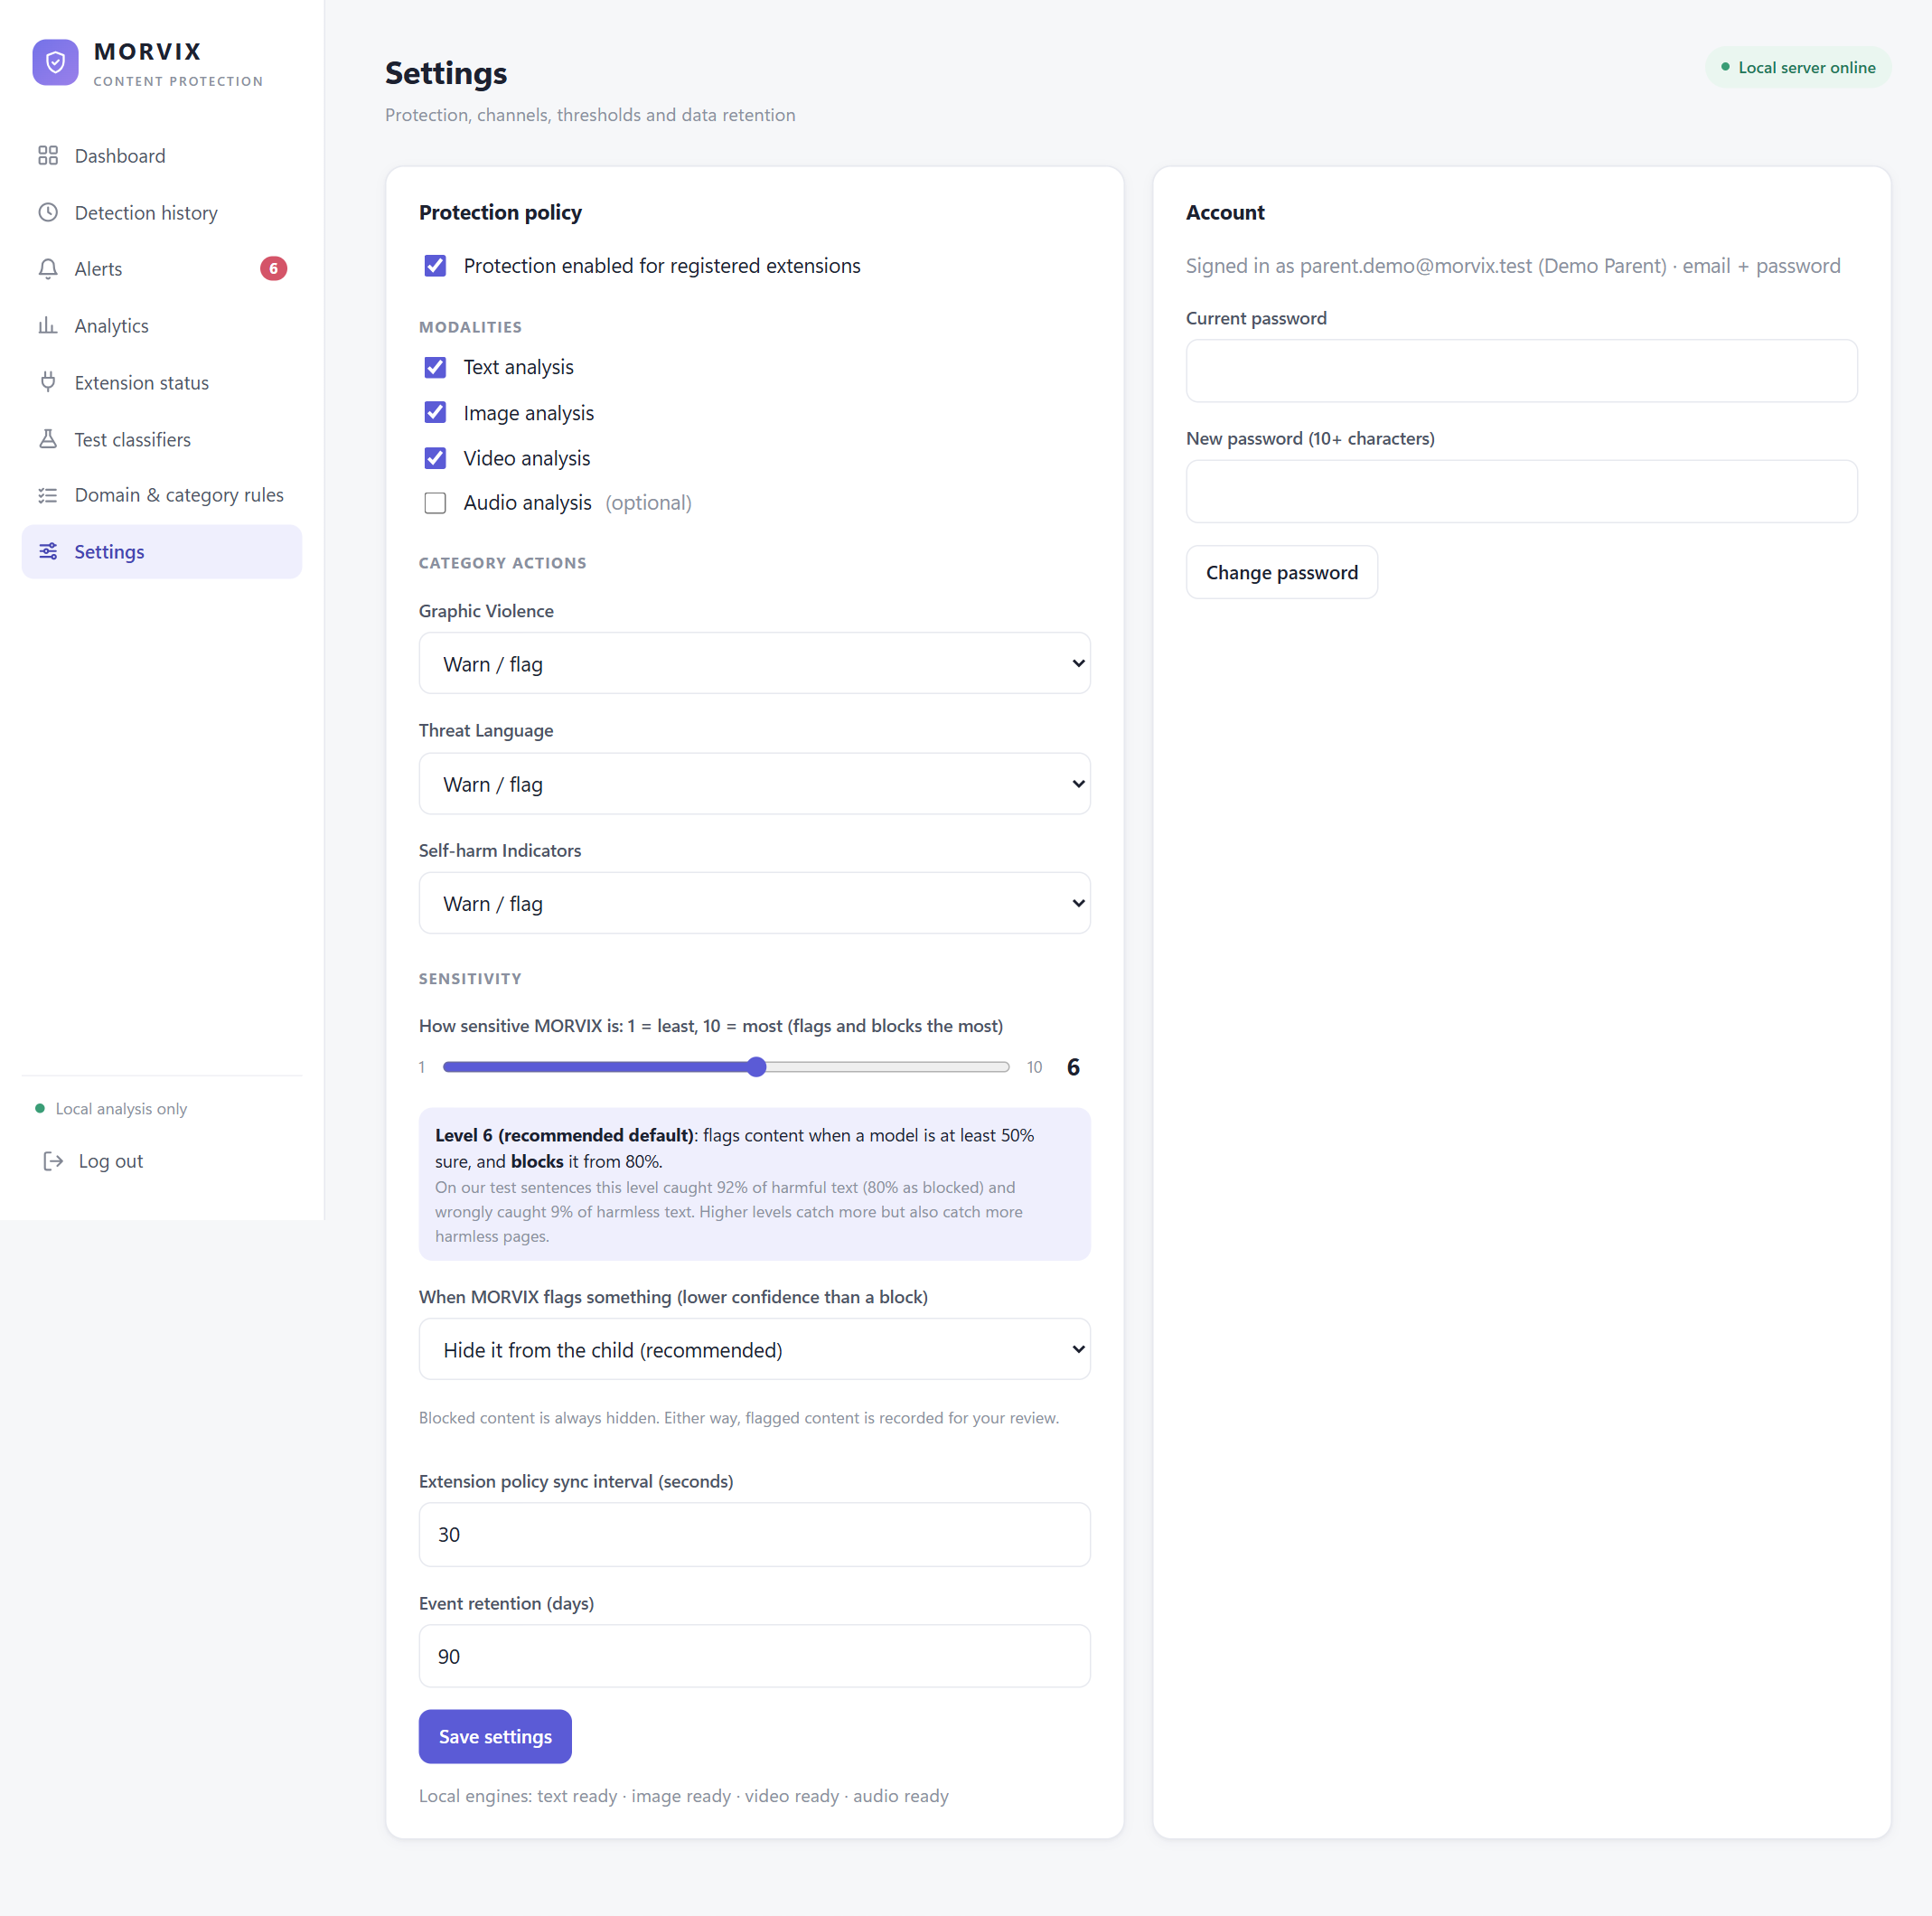 MORVIX
CONTENT PROTECTION
Dashboard
Detection history
Alerts 6
Analytics
Extension status
Test classifiers
Domain & category rules
Settings
Local analysis only
Log out
Settings
Protection, channels, thresholds and data retention
Local server online
Protection policy
Protection enabled for registered extensions
MODALITIES
Text analysis
Image analysis
Video analysis
Audio analysis (optional)
CATEGORY ACTIONS
Graphic Violence
Warn / flag
Threat Language
Warn / flag
Self-harm Indicators
Warn / flag
SENSITIVITY
How sensitive MORVIX is: 1 = least, 10 = most (flags and blocks the most)
1 10 6
Level 6 (recommended default): flags content when a model is at least 50%
sure, and blocks it from 80%.
On our test sentences this level caught 92% of harmful text (80% as blocked) and
wrongly caught 9% of harmless text. Higher levels catch more but also catch more
harmless pages.
When MORVIX flags something (lower confidence than a block)
Hide it from the child (recommended)
Blocked content is always hidden. Either way, flagged content is recorded for your review.
Extension policy sync interval (seconds)
30
Event retention (days)
90
Save settings
Local engines: text ready · image ready · video ready · audio ready
Account
Signed in as parent.demo@morvix.test (Demo Parent) · email + password
Current password
New password (10+ characters)
Change password